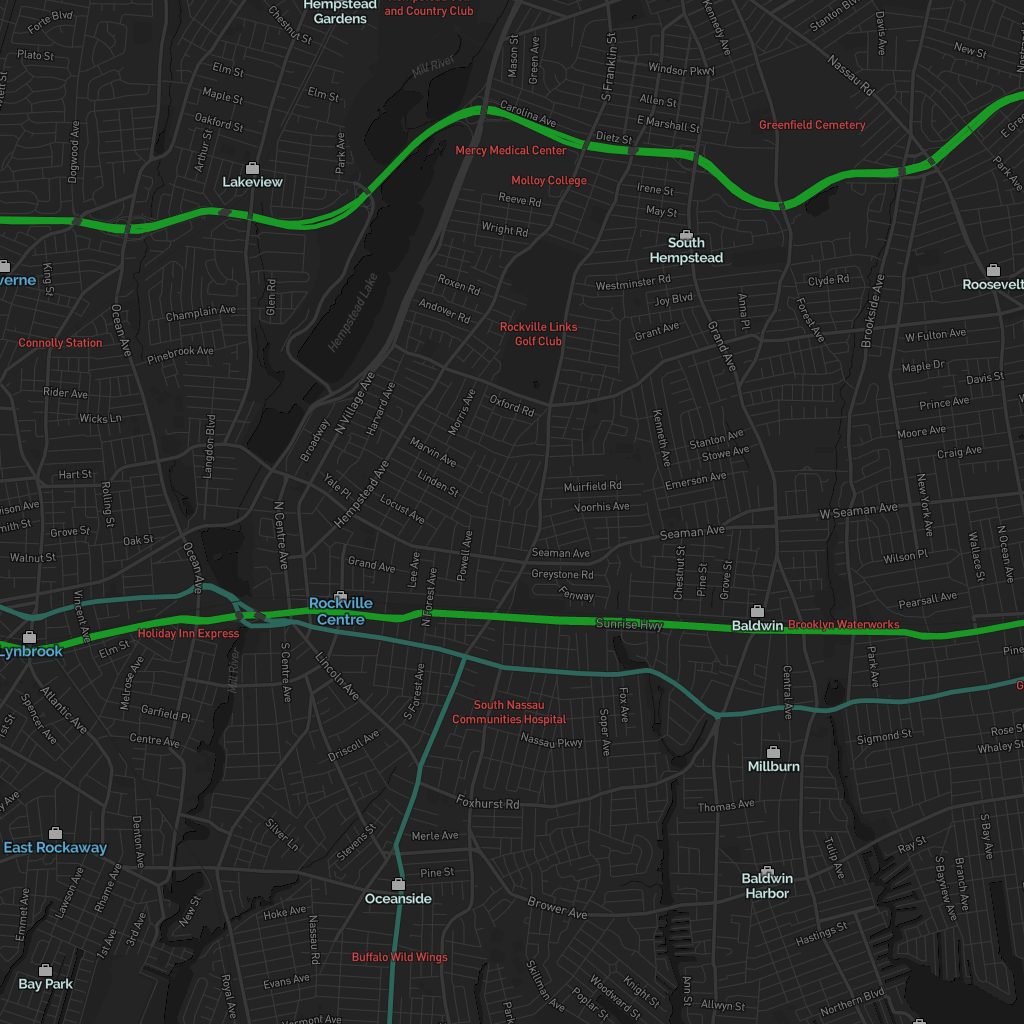 Hempstead
Gardens
and Country Club
Forte Blvd
Chestnut St
Mason St
Green Ave
S Franklin St
Kennedy Ave
Stanlon Blvd
Davis Ave
New St
Plato St
Elm St
Mill River
Windsor Pkwy
Nassau Rd
Maple St
Elm St
Allen St
Carolina Ave
Oakford St
E Marshall St
Greenfield Cemetery
Dogwood Ave
Arthur St
Park Ave
Dietz St
Mercy Medical Center
Lakeview
Molloy College
Irene St
Park Ave
Reeve Rd
May St
Wright Rd
South
Hempstead
verne
King St
Glen Rd
Roxen Rd
Westminster Rd
Clyde Rd
Roosevelt
Joy Blvd
Anna Pl
Forest Ave
Brookside Ave
Hempstead Lake
Andover Rd
Champlain Ave
Ocean Ave
Rockville Links
Golf Club
Grant Ave
Grand Ave
W Fulton Ave
Connolly Station
Pinebrook Ave
Maple Dr
Davis St
Rider Ave
N Village Ave
Harvard Ave
Morris Ave
Oxford Rd
Prince Ave
Wicks Ln
Broadway
Kenneth Ave
Stanton Ave
Moore Ave
Langdon Blvd
Marvin Ave
Stowe Ave
Craig Ave
Hart St
Linden St
Emerson Ave
Yate Pl
Hempstead Ave
Muirfield Rd
Rolling St
Locust Ave
Voorhis Ave
New York Ave
W Seaman Ave
N Centre Ave
Grove St
Oak St
Seaman Ave
Walnut St
Ocean Ave
Powell Ave
Seaman Ave
Wilson Pl
Wallace St
N Ocean Ave
Grand Ave
Lee Ave
Greystone Rd
Chestnut St
Pine St
Grove St
N Forest Ave
Fenway
Vincent Ave
Rockville
Centre
Pearsall Ave
Sunrise Hwy
Baldwin
Brooklyn Waterworks
Holiday Inn Express
Lynbrook
Elm St
Melrose Ave
Mill River
S Centre Ave
Lincoln Ave
S Forest Ave
Park Ave
Atlantic Ave
Spencer Ave
Garfield Pl
South Nassau
Communities Hospital
Fox Ave
Soper Ave
Central Ave
Centre Ave
Driscoll Ave
Nassau Pkwy
Sigmond St
Rose S
Whaley St
Millburn
Foxhurst Rd
Thomas Ave
East Rockaway
Denton Ave
Silver Ln
Stevens St
Merle Ave
Tulip Ave
Ray St
S Bay Ave
Pine St
Oceanside
Baldwin
Harbor
S Bayview Ave
Branch Ave
Emmet Ave
Lawson Ave
Rhame Ave
New St
Hoke Ave
Brower Ave
1st Ave
3rd Ave
Nassau Rd
Hastings St
Buffalo Wild Wings
Bay Park
Royal Ave
Evans Ave
Skillman Ave
Woodward St
Knight St
Poplar St
Ann St
Allwyn St
Northern Blvd
Vermont Ave
Park